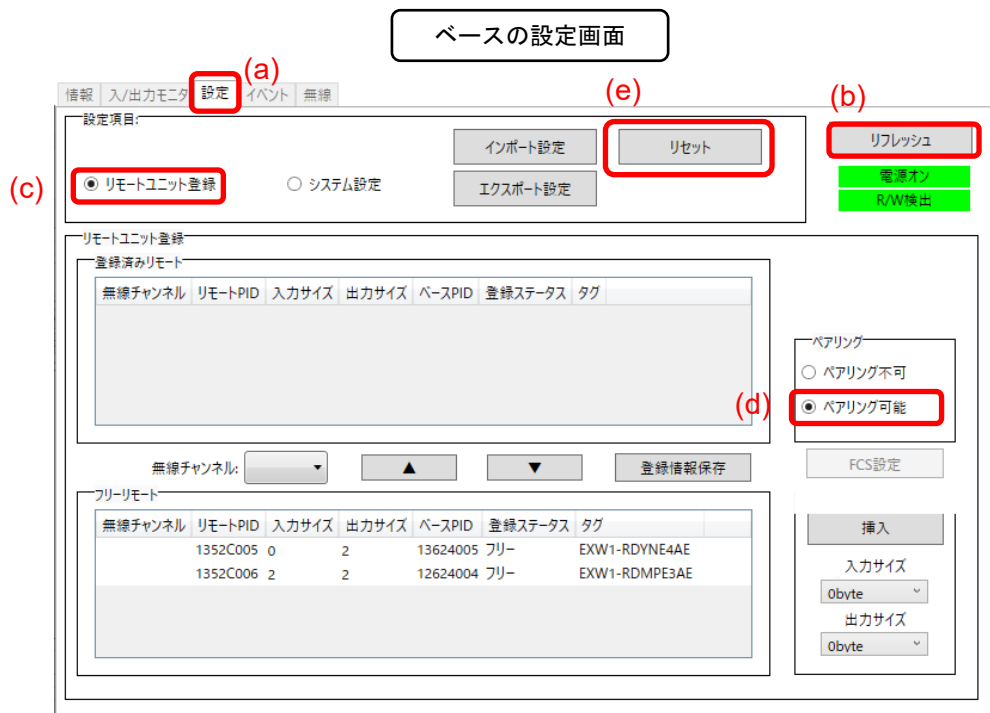 ベースの設定画面
(a)
(e)
(b)
情報 入/出力モニタ 設定 イベント 無線
設定項目:
インポート設定 リセット
リフレッシュ
(c)
リモートユニット登録 システム設定 エクスポート設定
電源オン
R/W検出
リモートユニット登録
登録済みリモート
無線チャンネル リモートPID 入力サイズ 出力サイズ ベースPID 登録ステータス タグ
ペアリング
ペアリング不可
(d)
ペアリング可能
無線チャンネル: ▲ ▼ 登録情報保存
FCS設定
フリーリモート
無線チャンネル リモートPID 入力サイズ 出力サイズ ベースPID 登録ステータス タグ
1352C005 0 2 13624005 フリー EXW1-RDYNE4AE
1352C006 2 2 12624004 フリー EXW1-RDMPE3AE
挿入
入力サイズ
0byte
出力サイズ
0byte